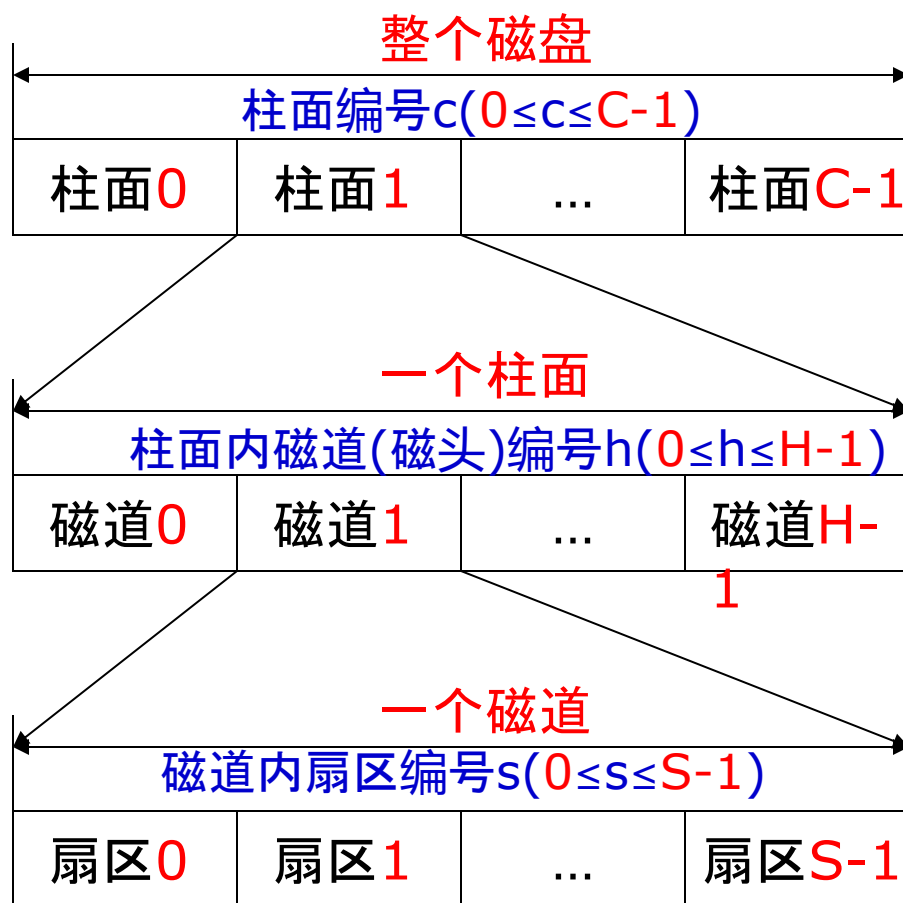 整个磁盘
柱面编号c(0≤c≤C-1)
柱面0 柱面1 ... 柱面C-1
一个柱面
柱面内磁道(磁头)编号h(0≤h≤H-1)
磁道0 磁道1 ... 磁道H-
1
一个磁道
磁道内扇区编号s(0≤s≤S-1)
扇区0 扇区1 ... 扇区S-1